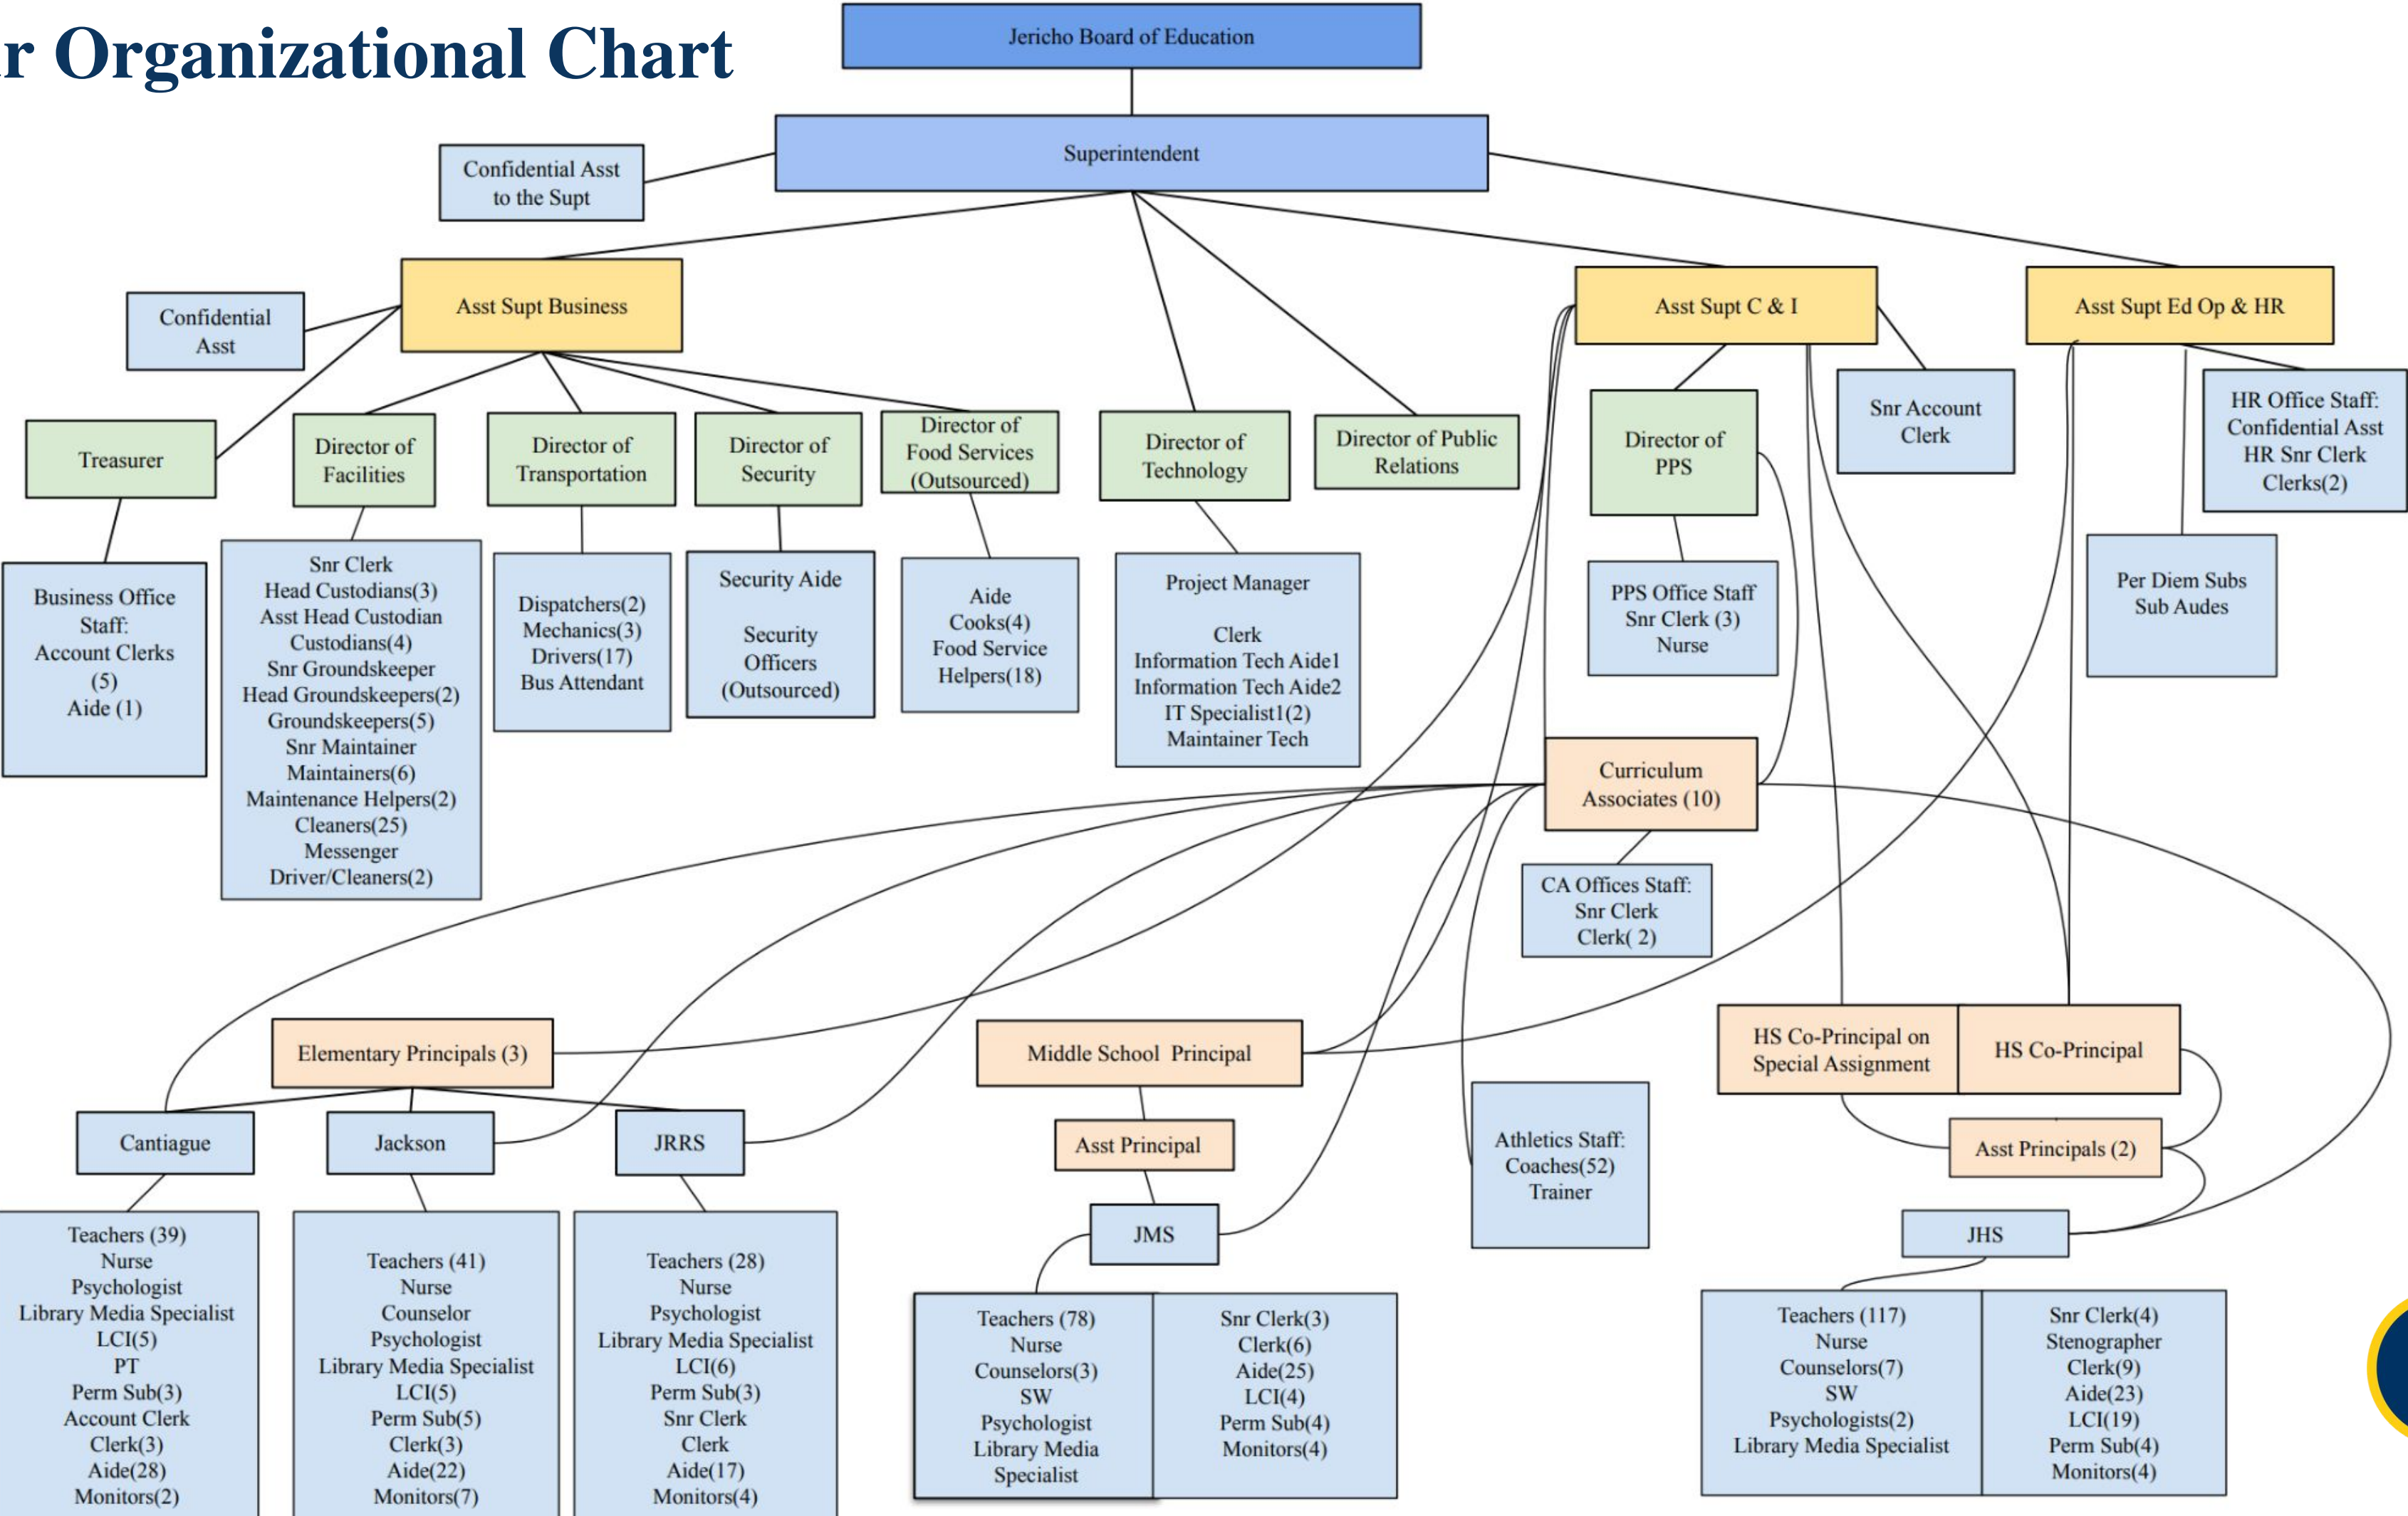 r Organizational Chart
Jericho Board of Education
Superintendent
Confidential Asst
to the Supt
Asst Supt Business
Asst Supt C & I
Asst Supt Ed Op & HR
Confidential
Asst
Treasurer
Director of
Facilities
Director of
Transportation
Director of
Security
Director of
Food Services
(Outsourced)
Director of
Technology
Director of Public
Relations
Director of
PPS
Snr Account
Clerk
HR Office Staff:
Confidential Asst
HR Snr Clerk
Clerks(2)
Business Office
Staff:
Account Clerks
(5)
Aide (1)
Snr Clerk
Head Custodians(3)
Asst Head Custodian
Custodians(4)
Snr Groundskeeper
Head Groundskeepers(2)
Groundskeepers(5)
Snr Maintainer
Maintainers(6)
Maintenance Helpers(2)
Cleaners(25)
Messenger
Driver/Cleaners(2)
Dispatchers(2)
Mechanics(3)
Drivers(17)
Bus Attendant
Security Aide
Security
Officers
(Outsourced)
Aide
Cooks(4)
Food Service
Helpers(18)
Project Manager
Clerk
Information Tech Aide1
Information Tech Aide2
IT Specialist1(2)
Maintainer Tech
PPS Office Staff
Snr Clerk (3)
Nurse
Per Diem Subs
Sub Audes
Curriculum
Associates (10)
CA Offices Staff:
Snr Clerk
Clerk( 2)
Elementary Principals (3)
Middle School Principal
HS Co-Principal on
Special Assignment
HS Co-Principal
Cantiague
Jackson
JRRS
Asst Principal
Athletics Staff:
Coaches(52)
Trainer
Asst Principals (2)
JMS
JHS
Teachers (39)
Nurse
Psychologist
Library Media Specialist
LCI(5)
PT
Perm Sub(3)
Account Clerk
Clerk(3)
Aide(28)
Monitors(2)
Teachers (41)
Nurse
Counselor
Psychologist
Library Media Specialist
LCI(5)
Perm Sub(5)
Clerk(3)
Aide(22)
Monitors(7)
Teachers (28)
Nurse
Psychologist
Library Media Specialist
LCI(6)
Perm Sub(3)
Snr Clerk
Clerk
Aide(17)
Monitors(4)
Teachers (78)
Nurse
Counselors(3)
SW
Psychologist
Library Media
Specialist
Snr Clerk(3)
Clerk(6)
Aide(25)
LCI(4)
Perm Sub(4)
Monitors(4)
Teachers (117)
Nurse
Counselors(7)
SW
Psychologists(2)
Library Media Specialist
Snr Clerk(4)
Stenographer
Clerk(9)
Aide(23)
LCI(19)
Perm Sub(4)
Monitors(4)